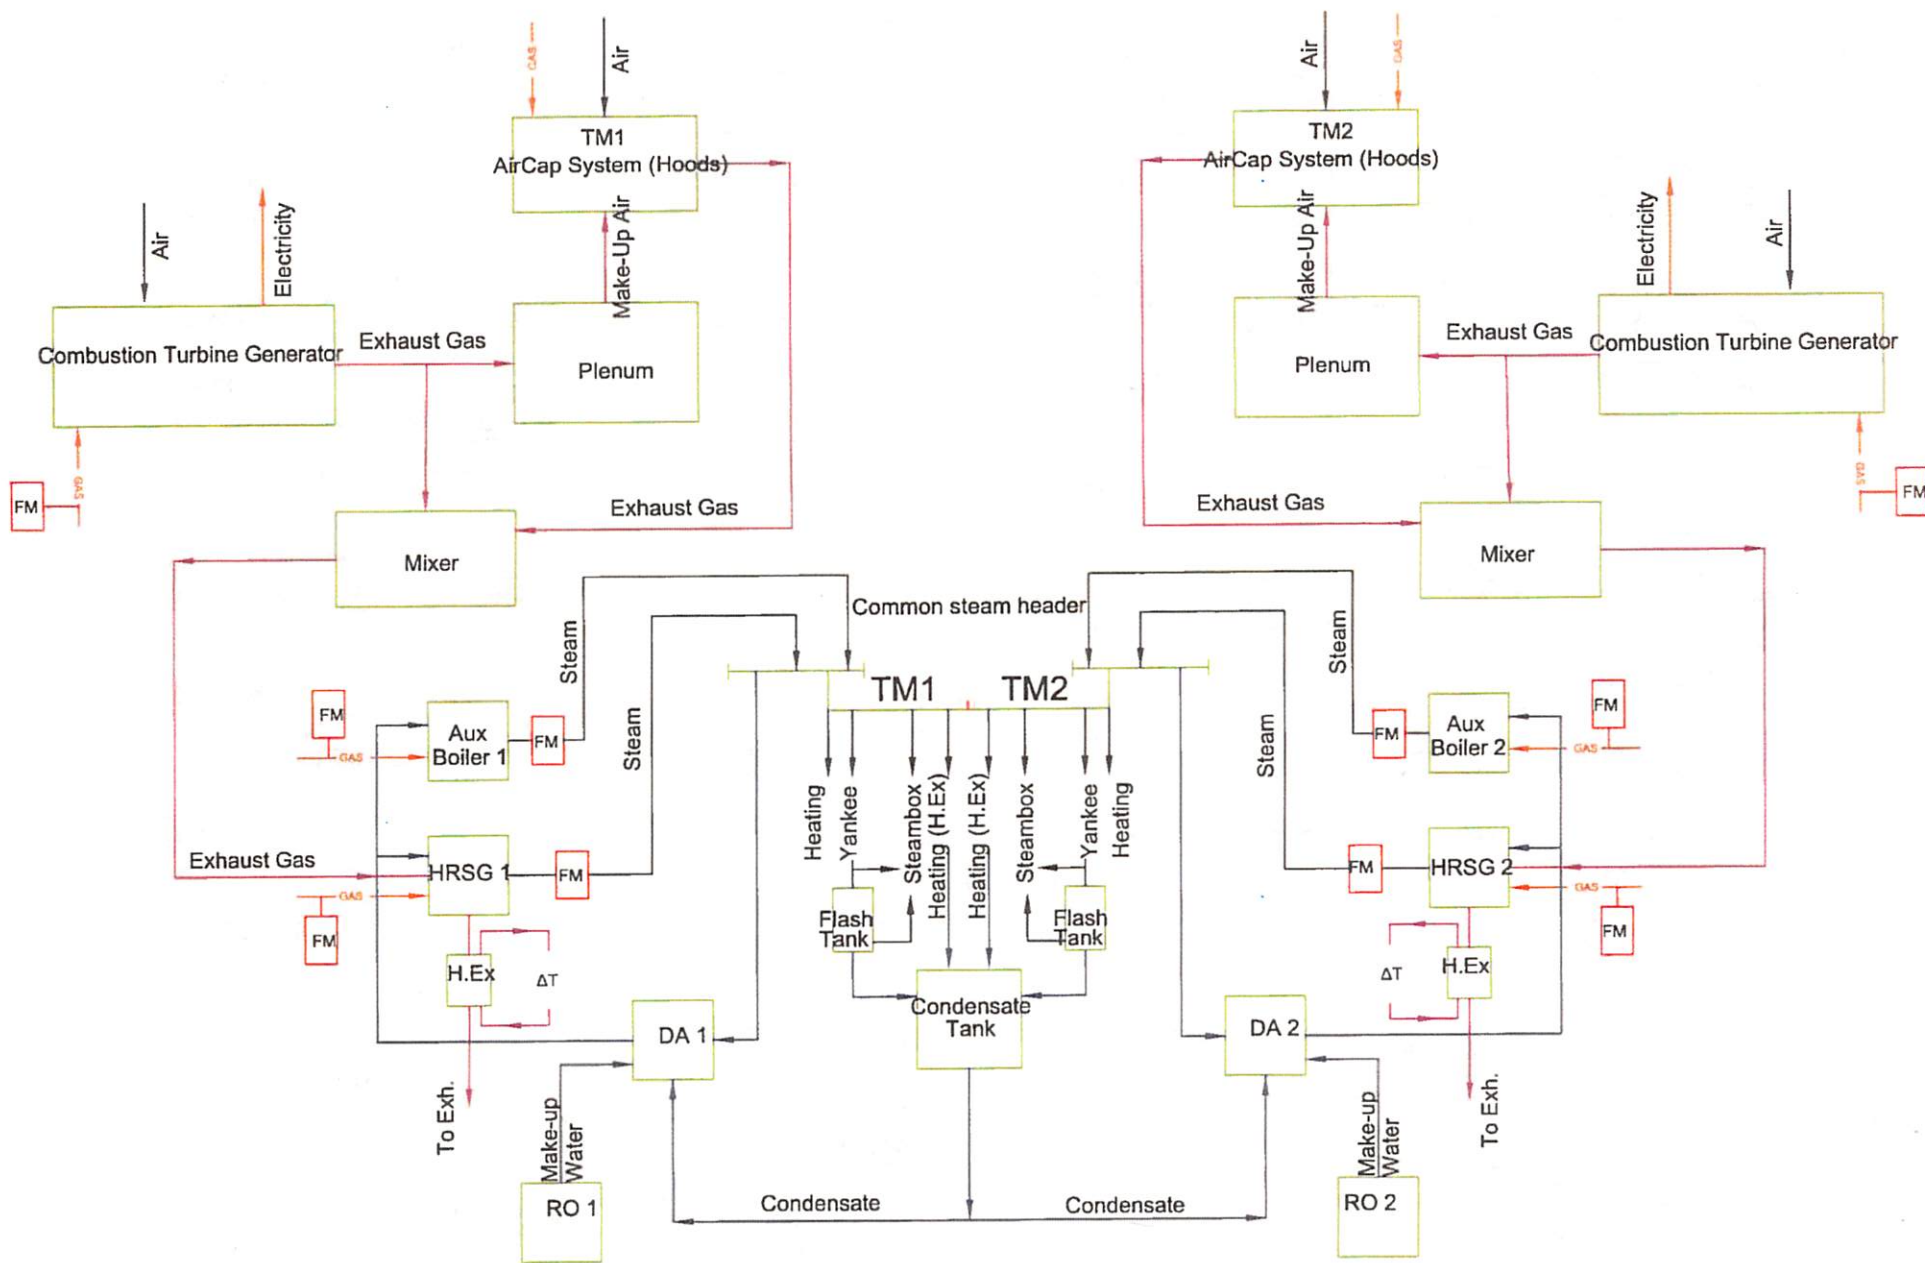 GAS
Air
Air
GAS
TM1
AirCap System (Hoods)
TM2
AirCap System (Hoods)
Air
Electricity
Make-Up Air
Make-Up Air
Electricity
Air
Combustion Turbine Generator
Exhaust Gas
Plenum
Plenum
Exhaust Gas
Combustion Turbine Generator
FM
GAS
GAS
FM
Exhaust Gas
Exhaust Gas
Mixer
Mixer
Common steam header
Steam
Steam
Steam
Steam
TM1
TM2
FM
GAS
Aux
Boiler 1
FM
FM
Aux
Boiler 2
GAS
FM
Heating
Yankee
Steambox
Heating (H.Ex)
Heating (H.Ex)
Steambox
Yankee
Heating
Exhaust Gas
GAS
FM
HRSG 1
FM
FM
HRSG 2
GAS
FM
Flash
Tank
Flash
Tank
H.Ex
ΔT
ΔT
H.Ex
Condensate
Tank
DA 1
DA 2
To Exh.
Make-up
Water
Make-up
Water
To Exh.
RO 1
Condensate
Condensate
RO 2